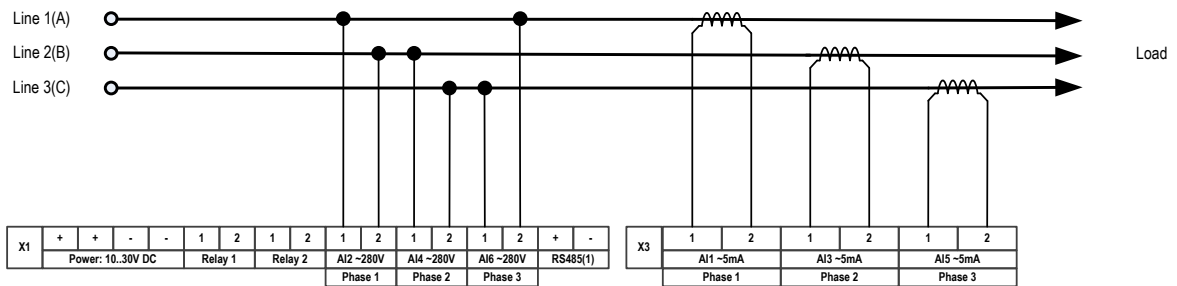 Line 1(A)
Line 2(B) Load
Line 3(C)
X1 + + - - 1 2 1 2 1 2 1 2 1 2 + - X3 1 2 1 2 1 2
Power: 10..30V DC Relay 1 Relay 2 AI2 ~280V AI4 ~280V AI6 ~280V RS485(1) AI1 ~5mA AI3 ~5mA AI5 ~5mA
Phase 1 Phase 2 Phase 3 Phase 1 Phase 2 Phase 3